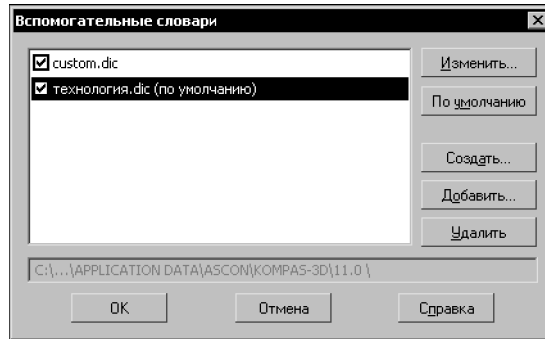 Вспомогательные словари
custom.dic
технология.dic (по умолчанию)
Изменить...
По умолчанию
Создать...
Добавить...
Удалить
C:\...\APPLICATION DATA\ASCON\KOMPAS-3D\11.0 \
OK
Отмена
Справка